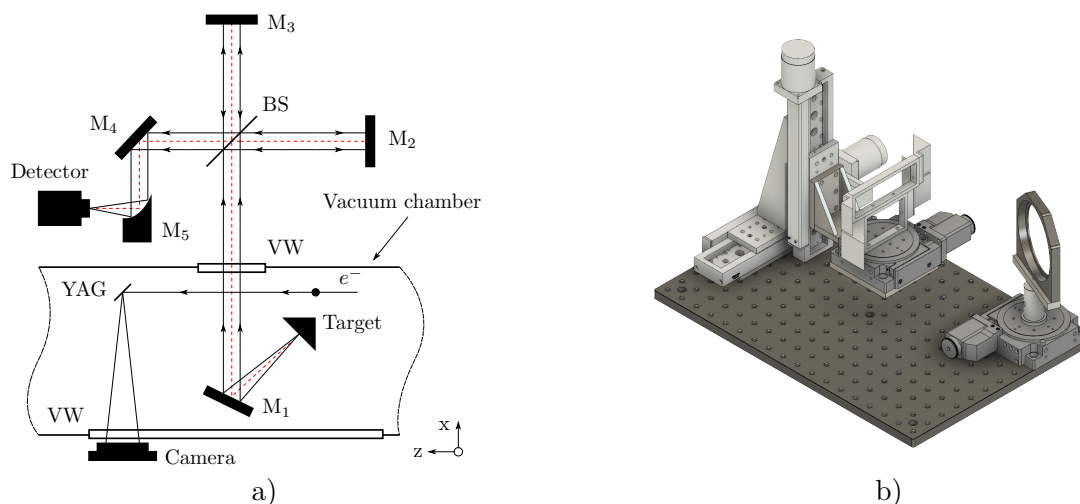 M₃
BS
M₄
M₂
Detector
M₅
Vacuum chamber
VW
YAG
e⁻
Target
M₁
VW
Camera
x
z
a)
b)